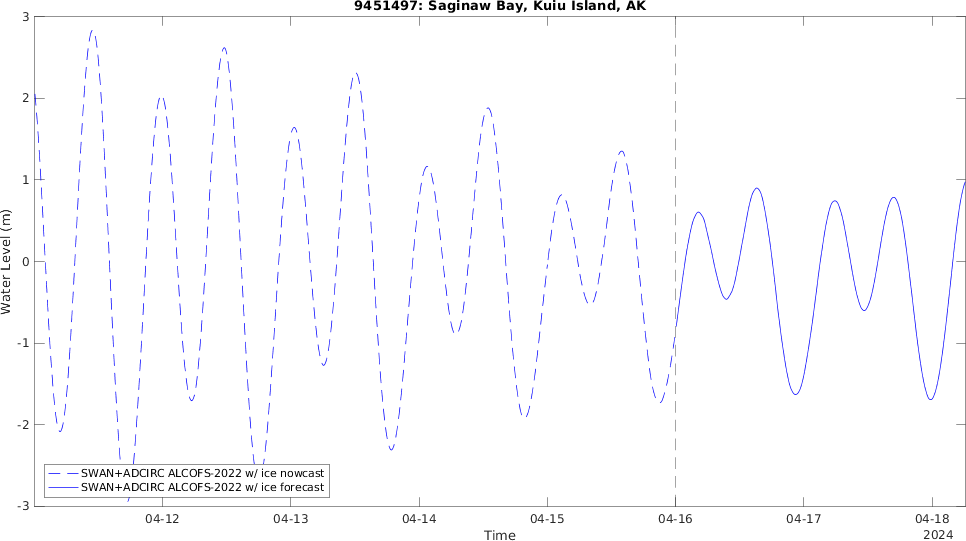 9451497: Saginaw Bay, Kuiu Island, AK
3
2
1
0
-1
-2
-3
Water Level (m)
SWAN+ADCIRC ALCOFS-2022 w/ ice nowcast
SWAN+ADCIRC ALCOFS-2022 w/ ice forecast
04-12 04-13 04-14 04-15 04-16 04-17 04-18
Time
2024